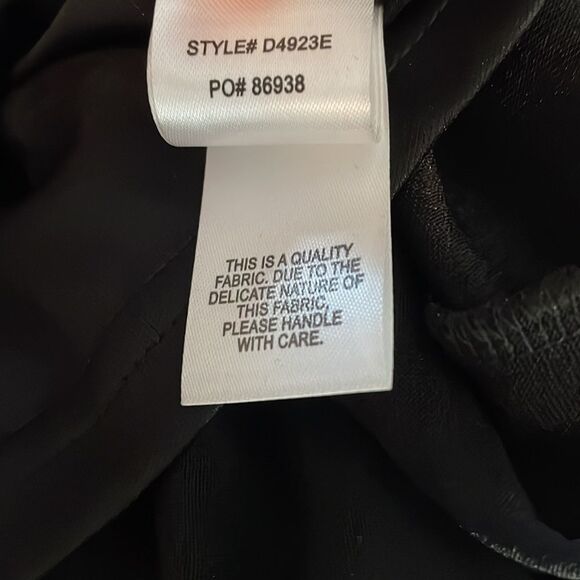 STYLE# D4923E
PO# 86938
THIS IS A QUALITY
FABRIC. DUE TO THE
DELICATE NATURE OF
THIS FABRIC,
PLEASE HANDLE
WITH CARE.